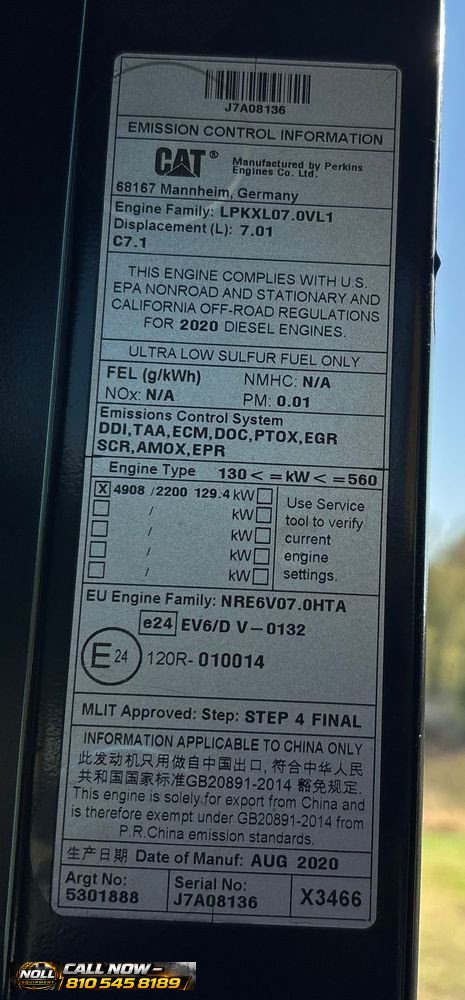 J7A08136
EMISSION CONTROL INFORMATION
CAT® Manufactured by Perkins
Engines Co. Ltd.
68167 Mannheim, Germany
Engine Family: LPKXL07.0VL1
Displacement (L): 7.01
C7.1
THIS ENGINE COMPLIES WITH U.S.
EPA NONROAD AND STATIONARY AND
CALIFORNIA OFF-ROAD REGULATIONS
FOR 2020 DIESEL ENGINES.
ULTRA LOW SULFUR FUEL ONLY
FEL (g/kWh) NMHC: N/A
NOx: N/A PM: 0.01
Emissions Control System
DDI,TAA,ECM,DOC,PTOX,EGR
SCR,AMOX,EPR
Engine Type 130 < =kW < =560
X 4908 /2200 129.4 kW
/ kW
/ kW
/ kW
/ kW
Use Service
tool to verify
current
engine
settings.
EU Engine Family: NRE6V07.0HTA
e24 EV6/D V-0132
E 24 120R-010014
MLIT Approved: Step: STEP 4 FINAL
INFORMATION APPLICABLE TO CHINA ONLY
此发动机只用做自中国出口, 符合中华人民
共和国国家标准GB20891-2014 豁免规定.
This engine is solely for export from China and
is therefore exempt under GB20891-2014 from
P.R.China emission standards.
生产日期 Date of Manuf: AUG 2020
Argt No: Serial No:
5301888 J7A08136 X3466
NOLL EQUIPMENT CALL NOW -
810 545 8189